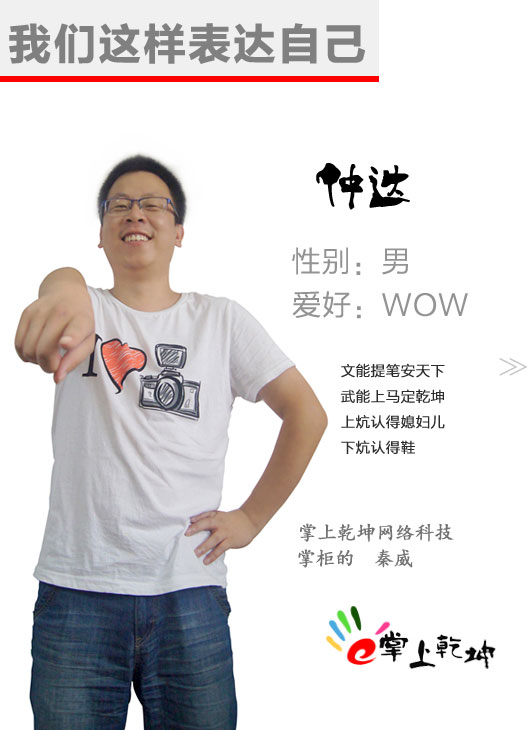 我们这样表达自己
仲达
性别：男
爱好：WOW
文能提笔安天下
武能上马定乾坤
上炕认得媳妇儿
下炕认得鞋
I
掌上乾坤网络科技
掌柜的 秦威
e掌上乾坤